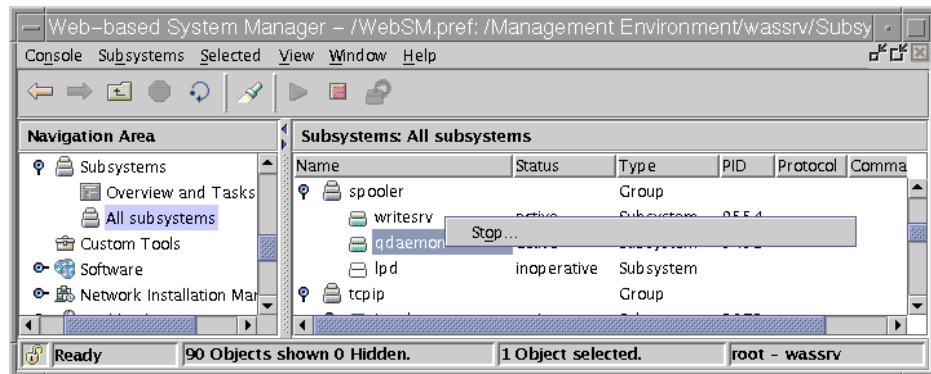 Web-based System Manager - /WebSM.pref: /Management Environment/wassrv/Subsy
Console Subsystems Selected View Window Help
Navigation Area
Subsystems: All subsystems
Name Status Type PID Protocol Comma
Subsystems
Overview and Tasks
All subsystems
Custom Tools
Software
Network Installation Mar
spooler Group
writesrv active Subsystem
qdaemon
Stop...
lpd inoperative Subsystem
tcpip Group
Ready 90 Objects shown 0 Hidden. 1 Object selected. root - wassrv